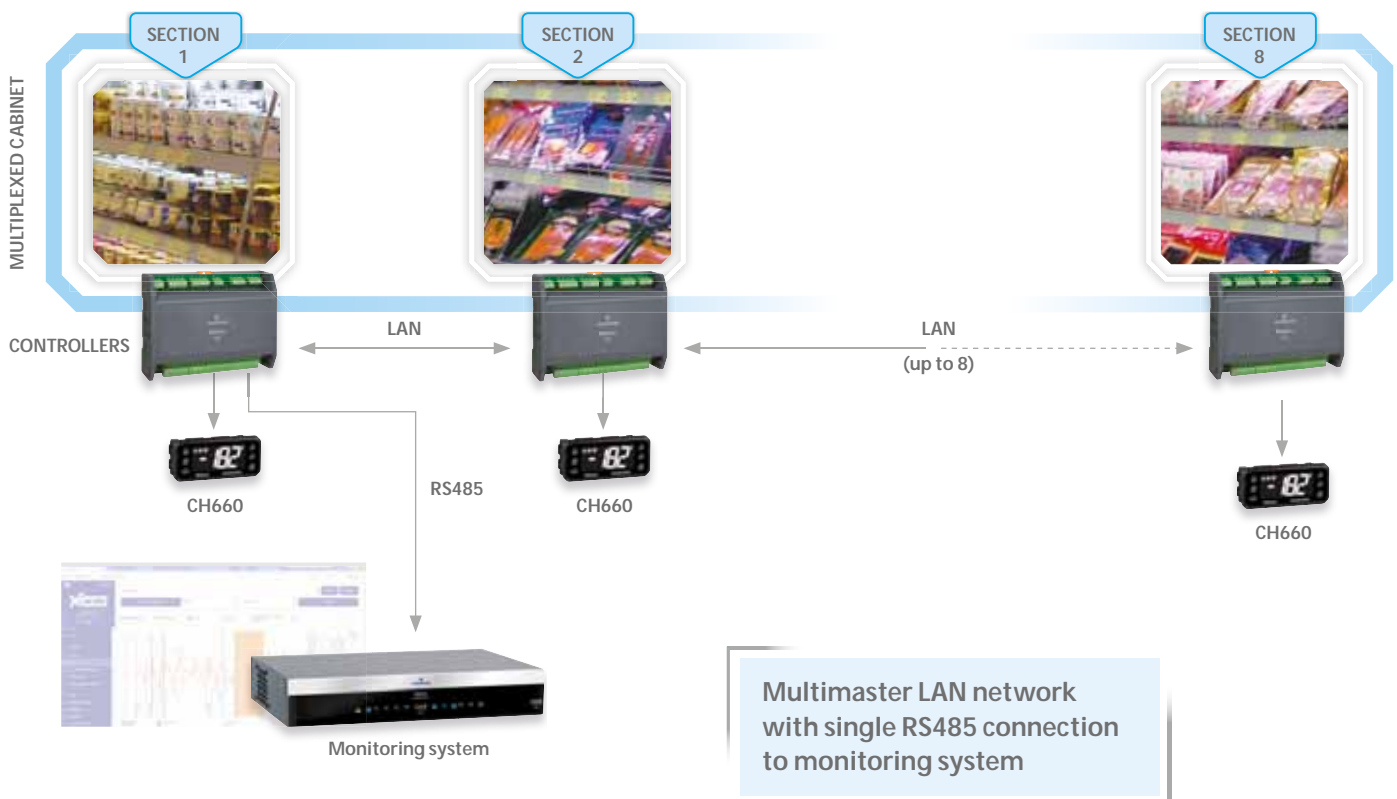 SECTION
1
SECTION
2
SECTION
8
MULTIPLEXED CABINET
CONTROLLERS
LAN
LAN
(up to 8)
CH660
RS485
CH660
CH660
Monitoring system
Multimaster LAN network
with single RS485 connection
to monitoring system